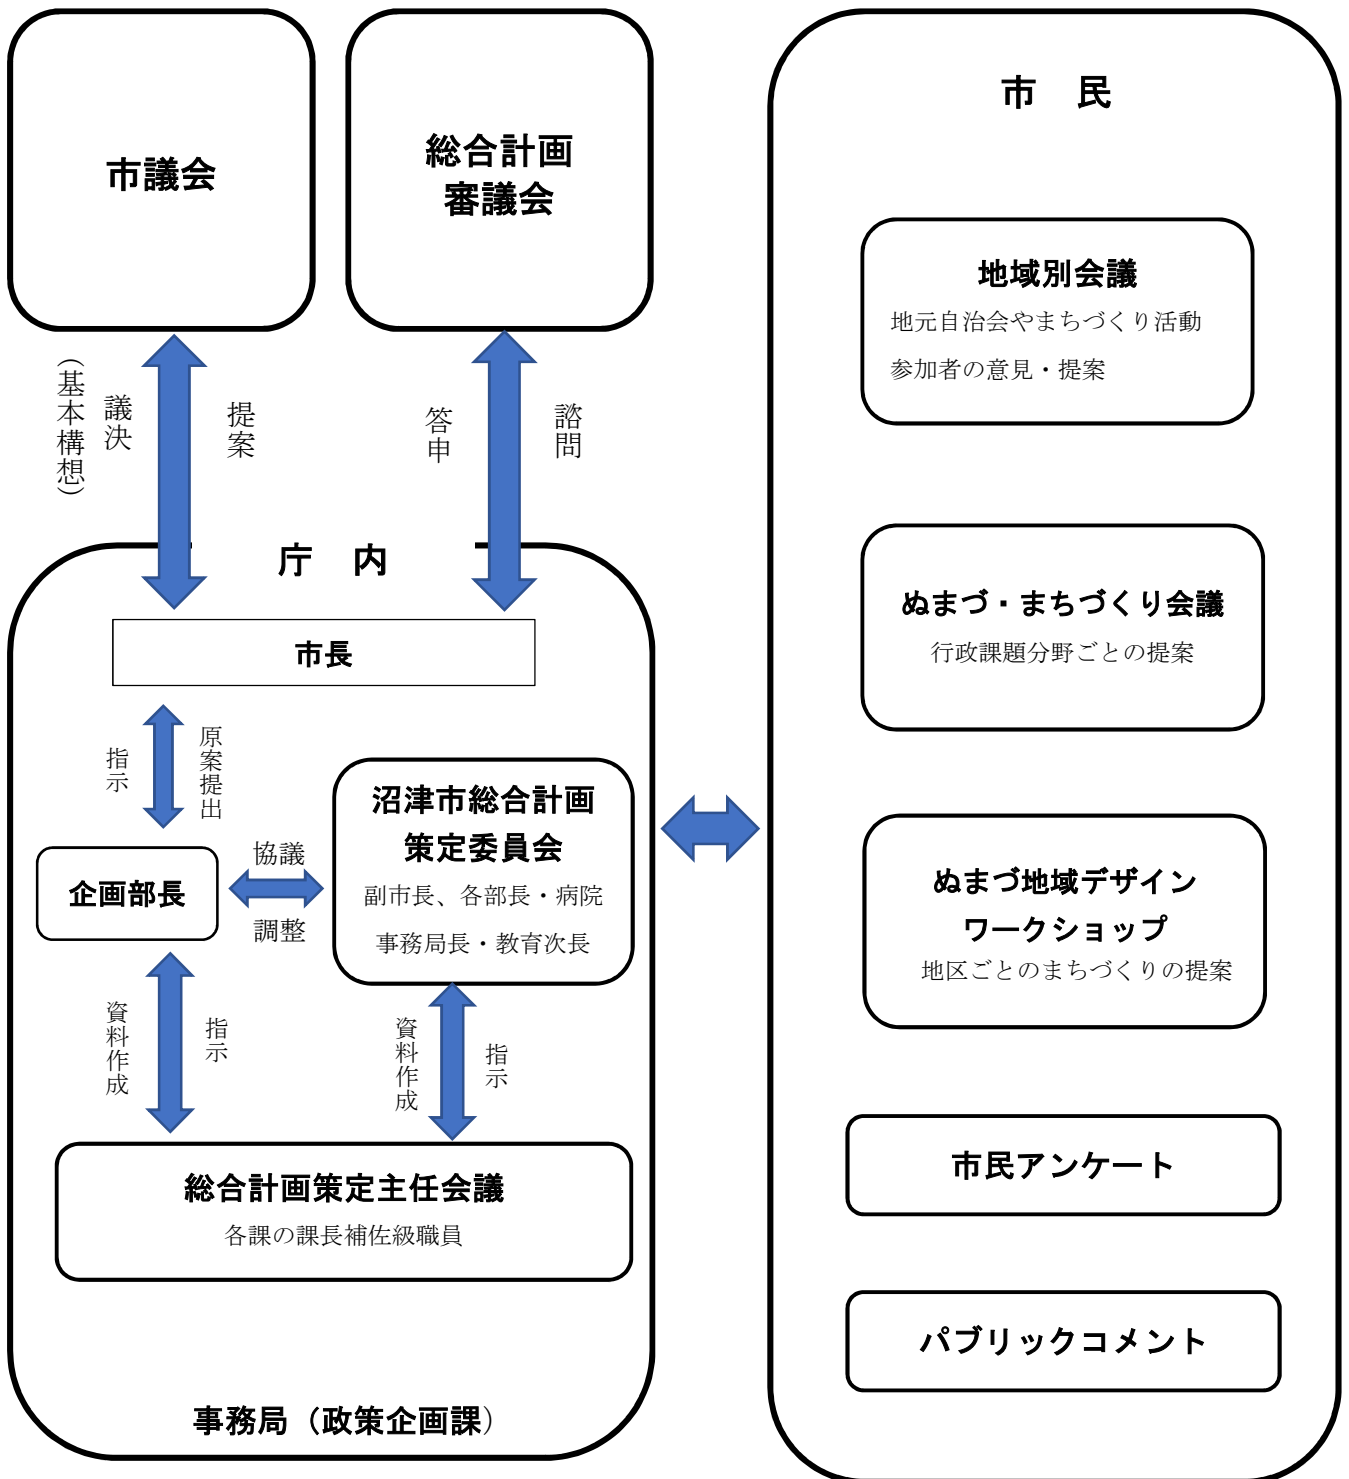 市議会
総合計画
審議会
議決
（基本構想）
提案
答申
諮問
庁　内
市長
指示
原案提出
企画部長
協議
調整
沼津市総合計画
策定委員会
副市長、各部長・病院
事務局長・教育次長
資料作成
指示
資料作成
指示
総合計画策定主任会議
各課の課長補佐級職員
事務局（政策企画課）
市　民
地域別会議
地元自治会やまちづくり活動
参加者の意見・提案
ぬまづ・まちづくり会議
行政課題分野ごとの提案
ぬまづ地域デザイン
ワークショップ
地区ごとのまちづくりの提案
市民アンケート
パブリックコメント